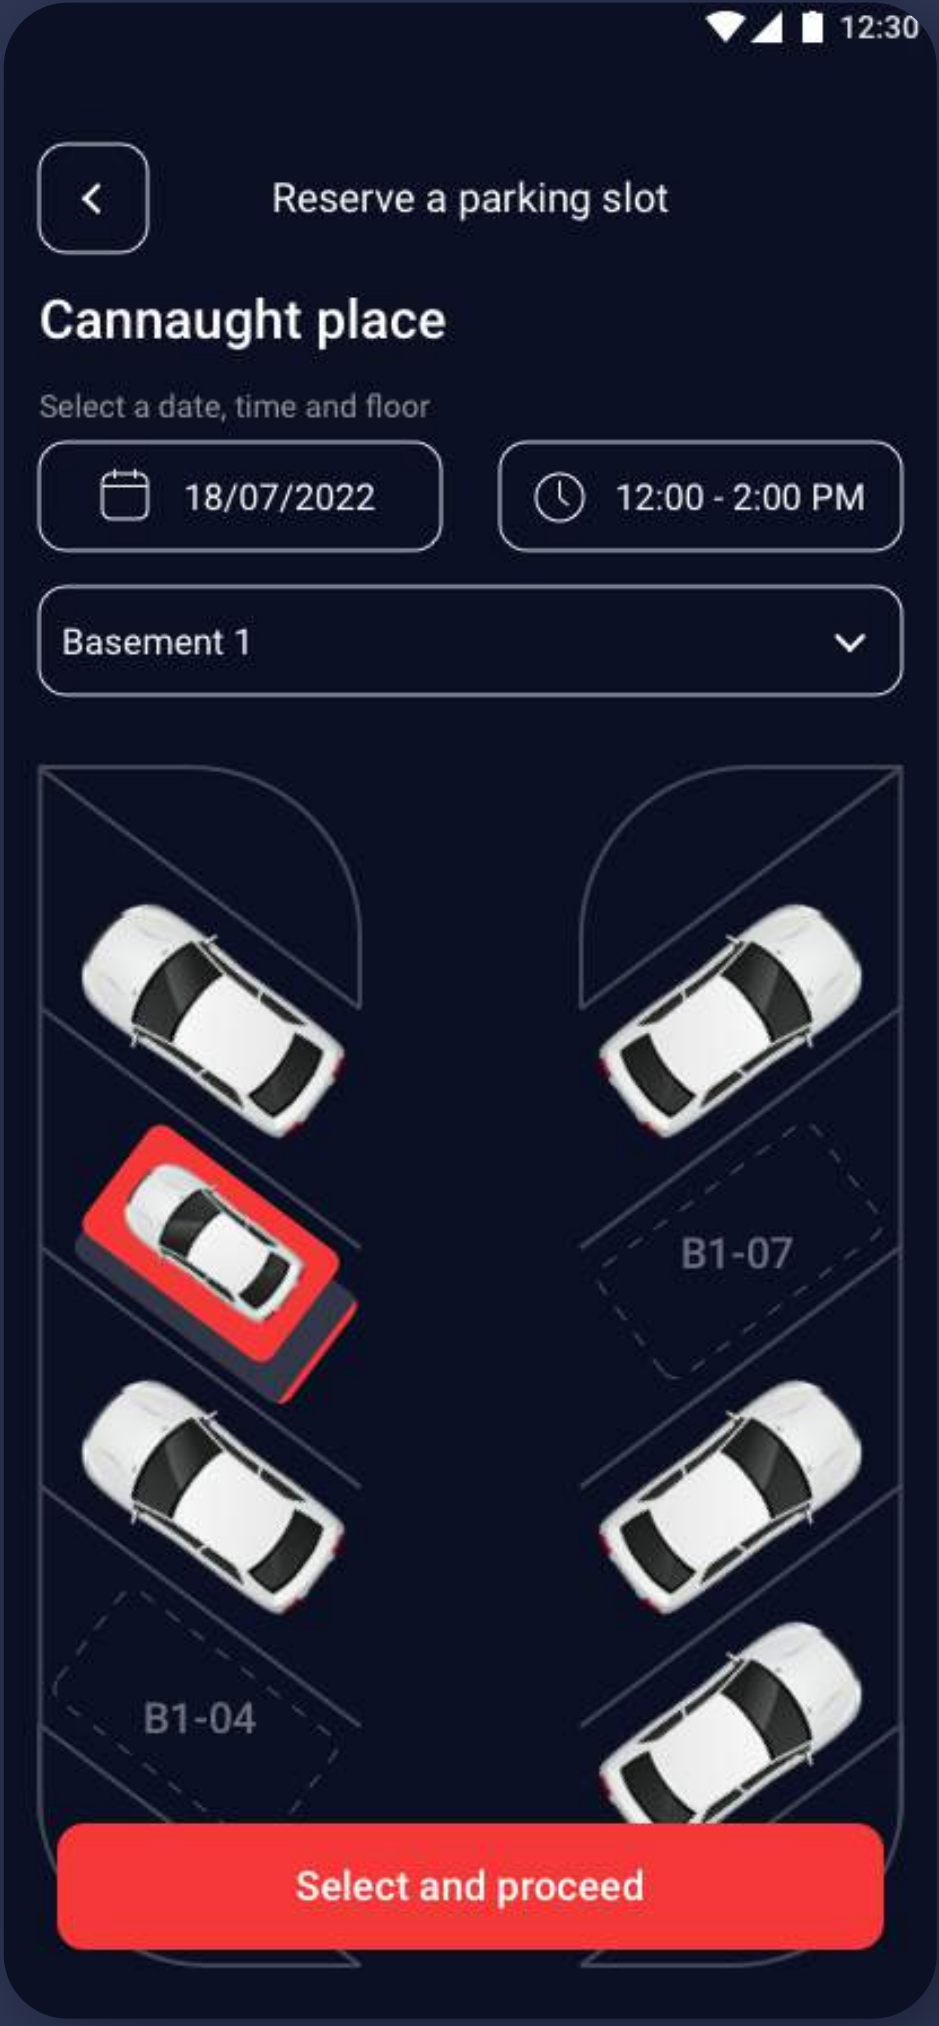 12:30
Reserve a parking slot
Cannaught place
Select a date, time and floor
18/07/2022
12:00 - 2:00 PM
Basement 1
B1-07
B1-04
Select and proceed